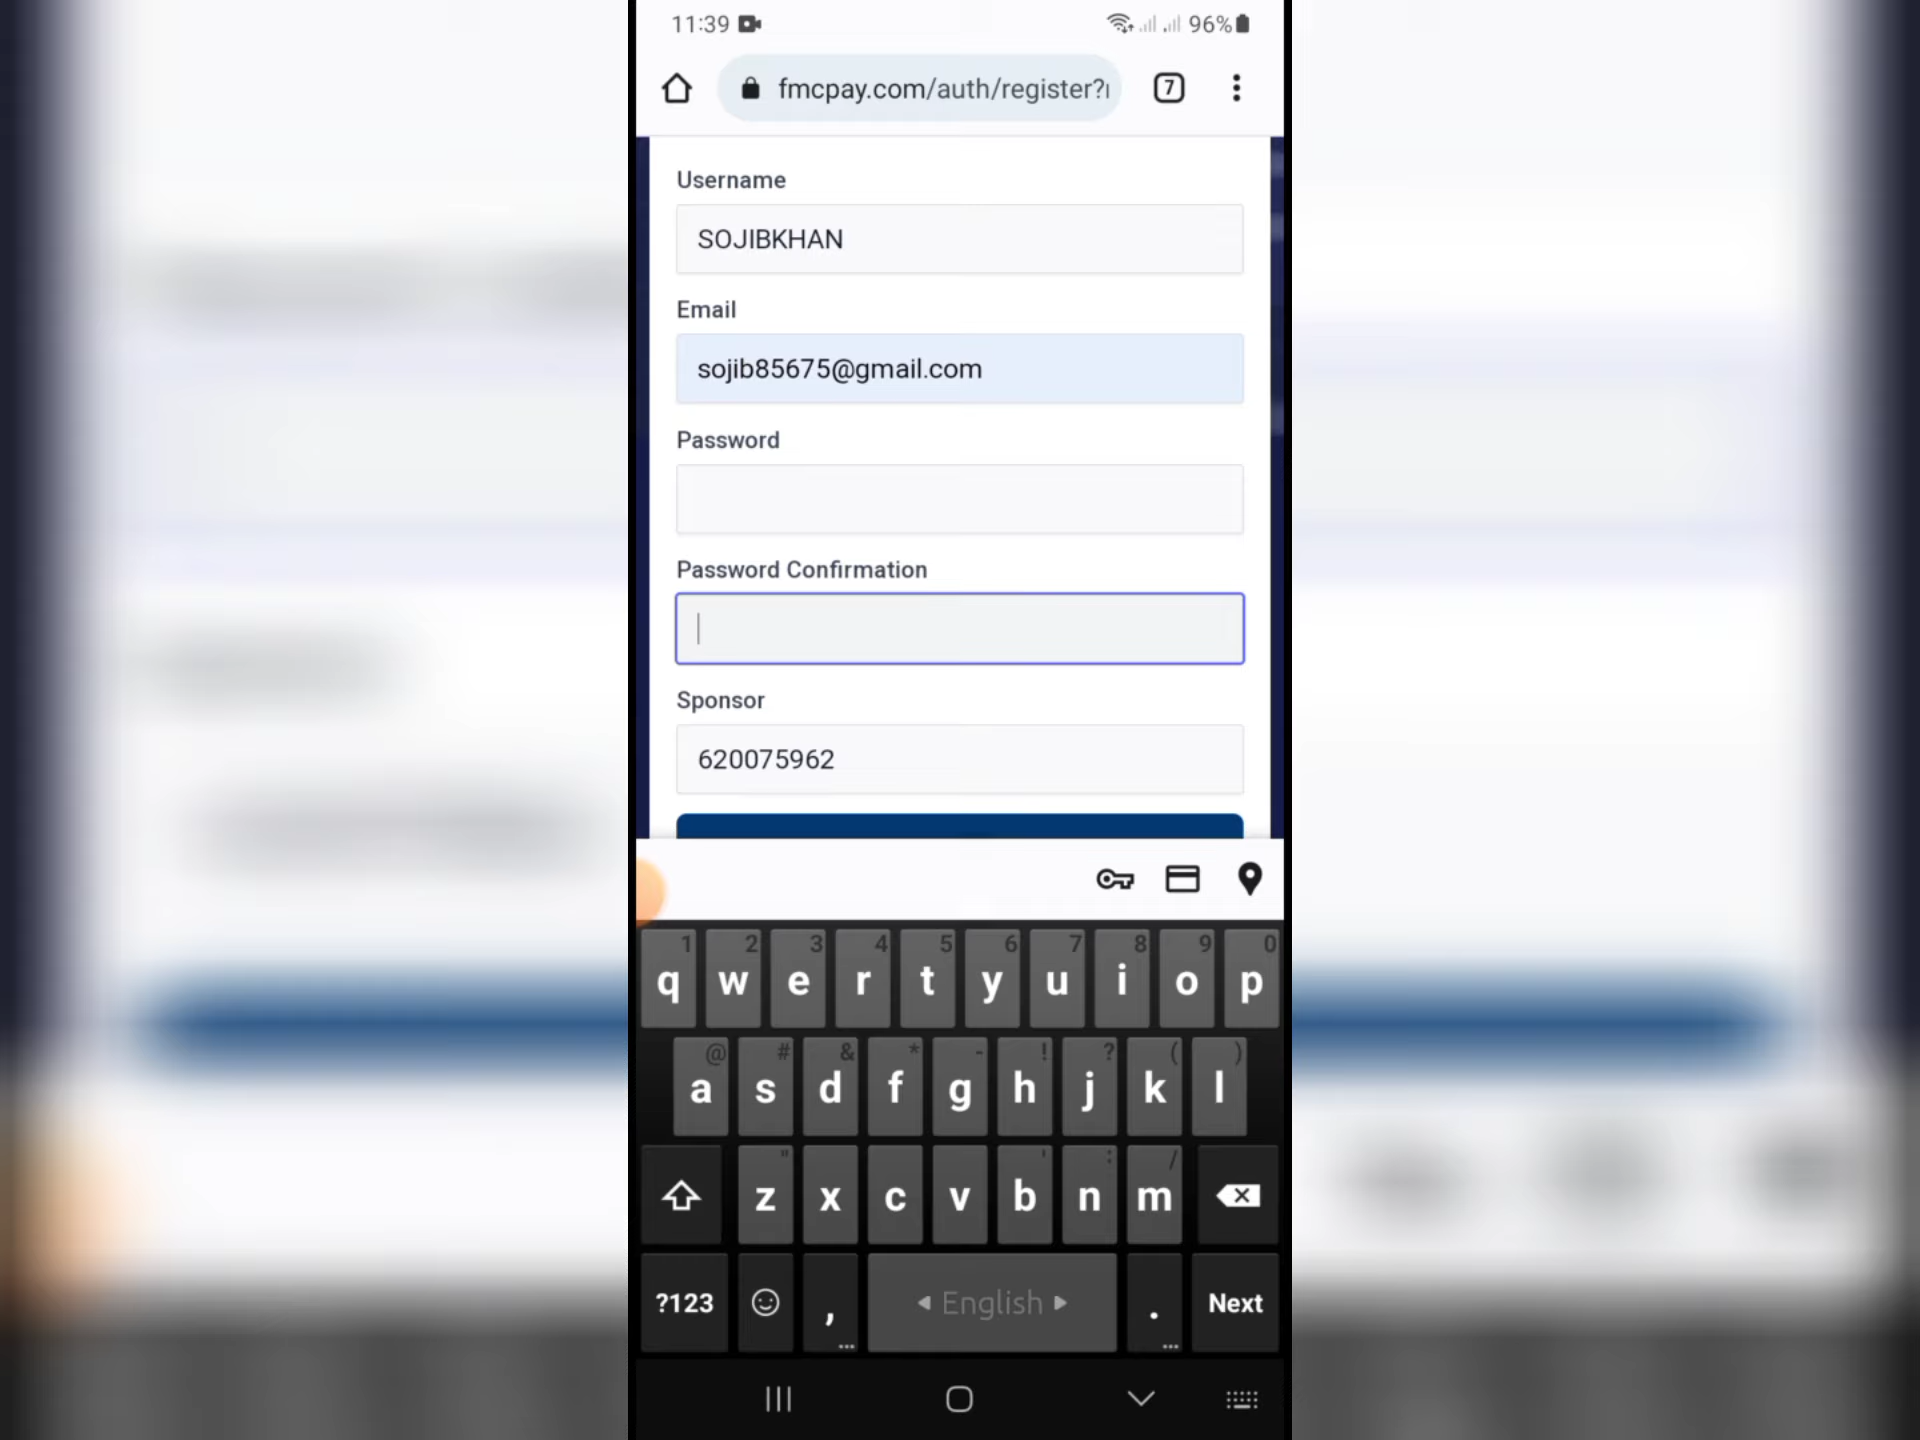 11:39 96%
fmcpay.com/auth/register? 7
Username
SOJIBKHAN
Email
sojib85675@gmail.com
Password
Password Confirmation
Sponsor
620075962
1 2 3 4 5 6 7 8 9 0
q w e r t y u i o p
@ # & * - ! ? ( )
a s d f g h j k l
" ' : /
z x c v b n m
?123 , English . Next